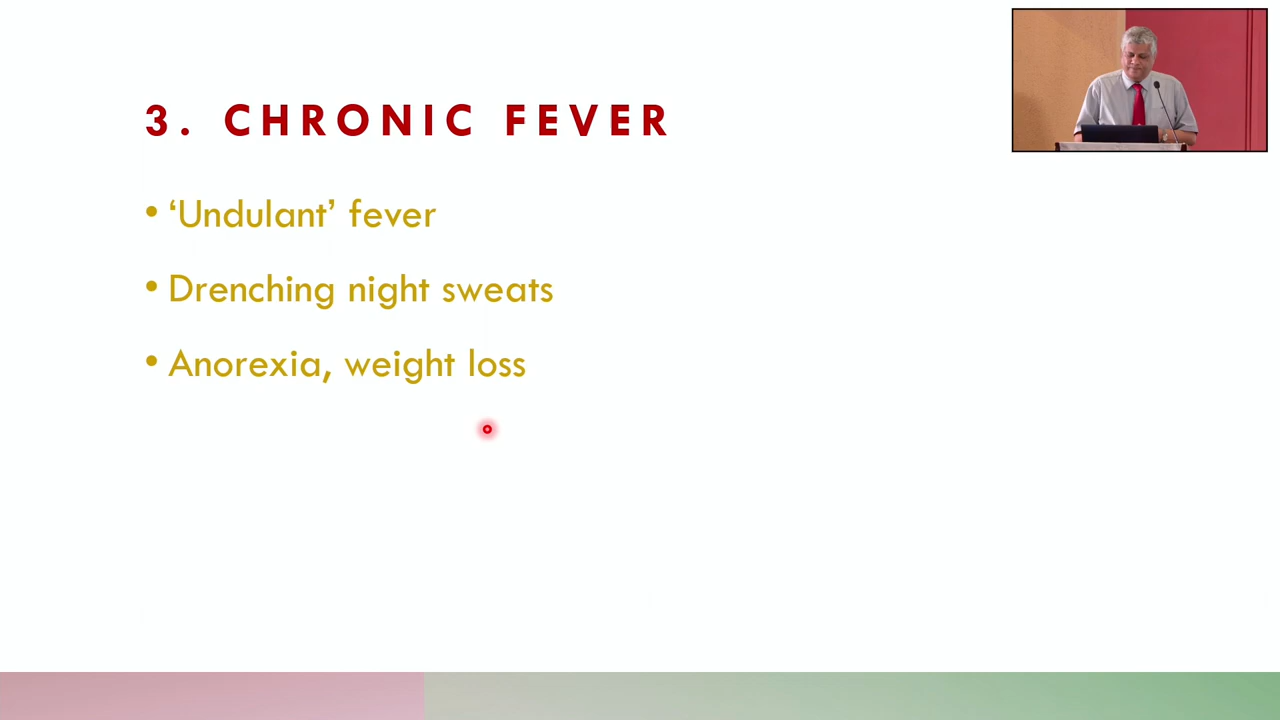 3. CHRONIC FEVER
• ‘Undulant’ fever
• Drenching night sweats
• Anorexia, weight loss